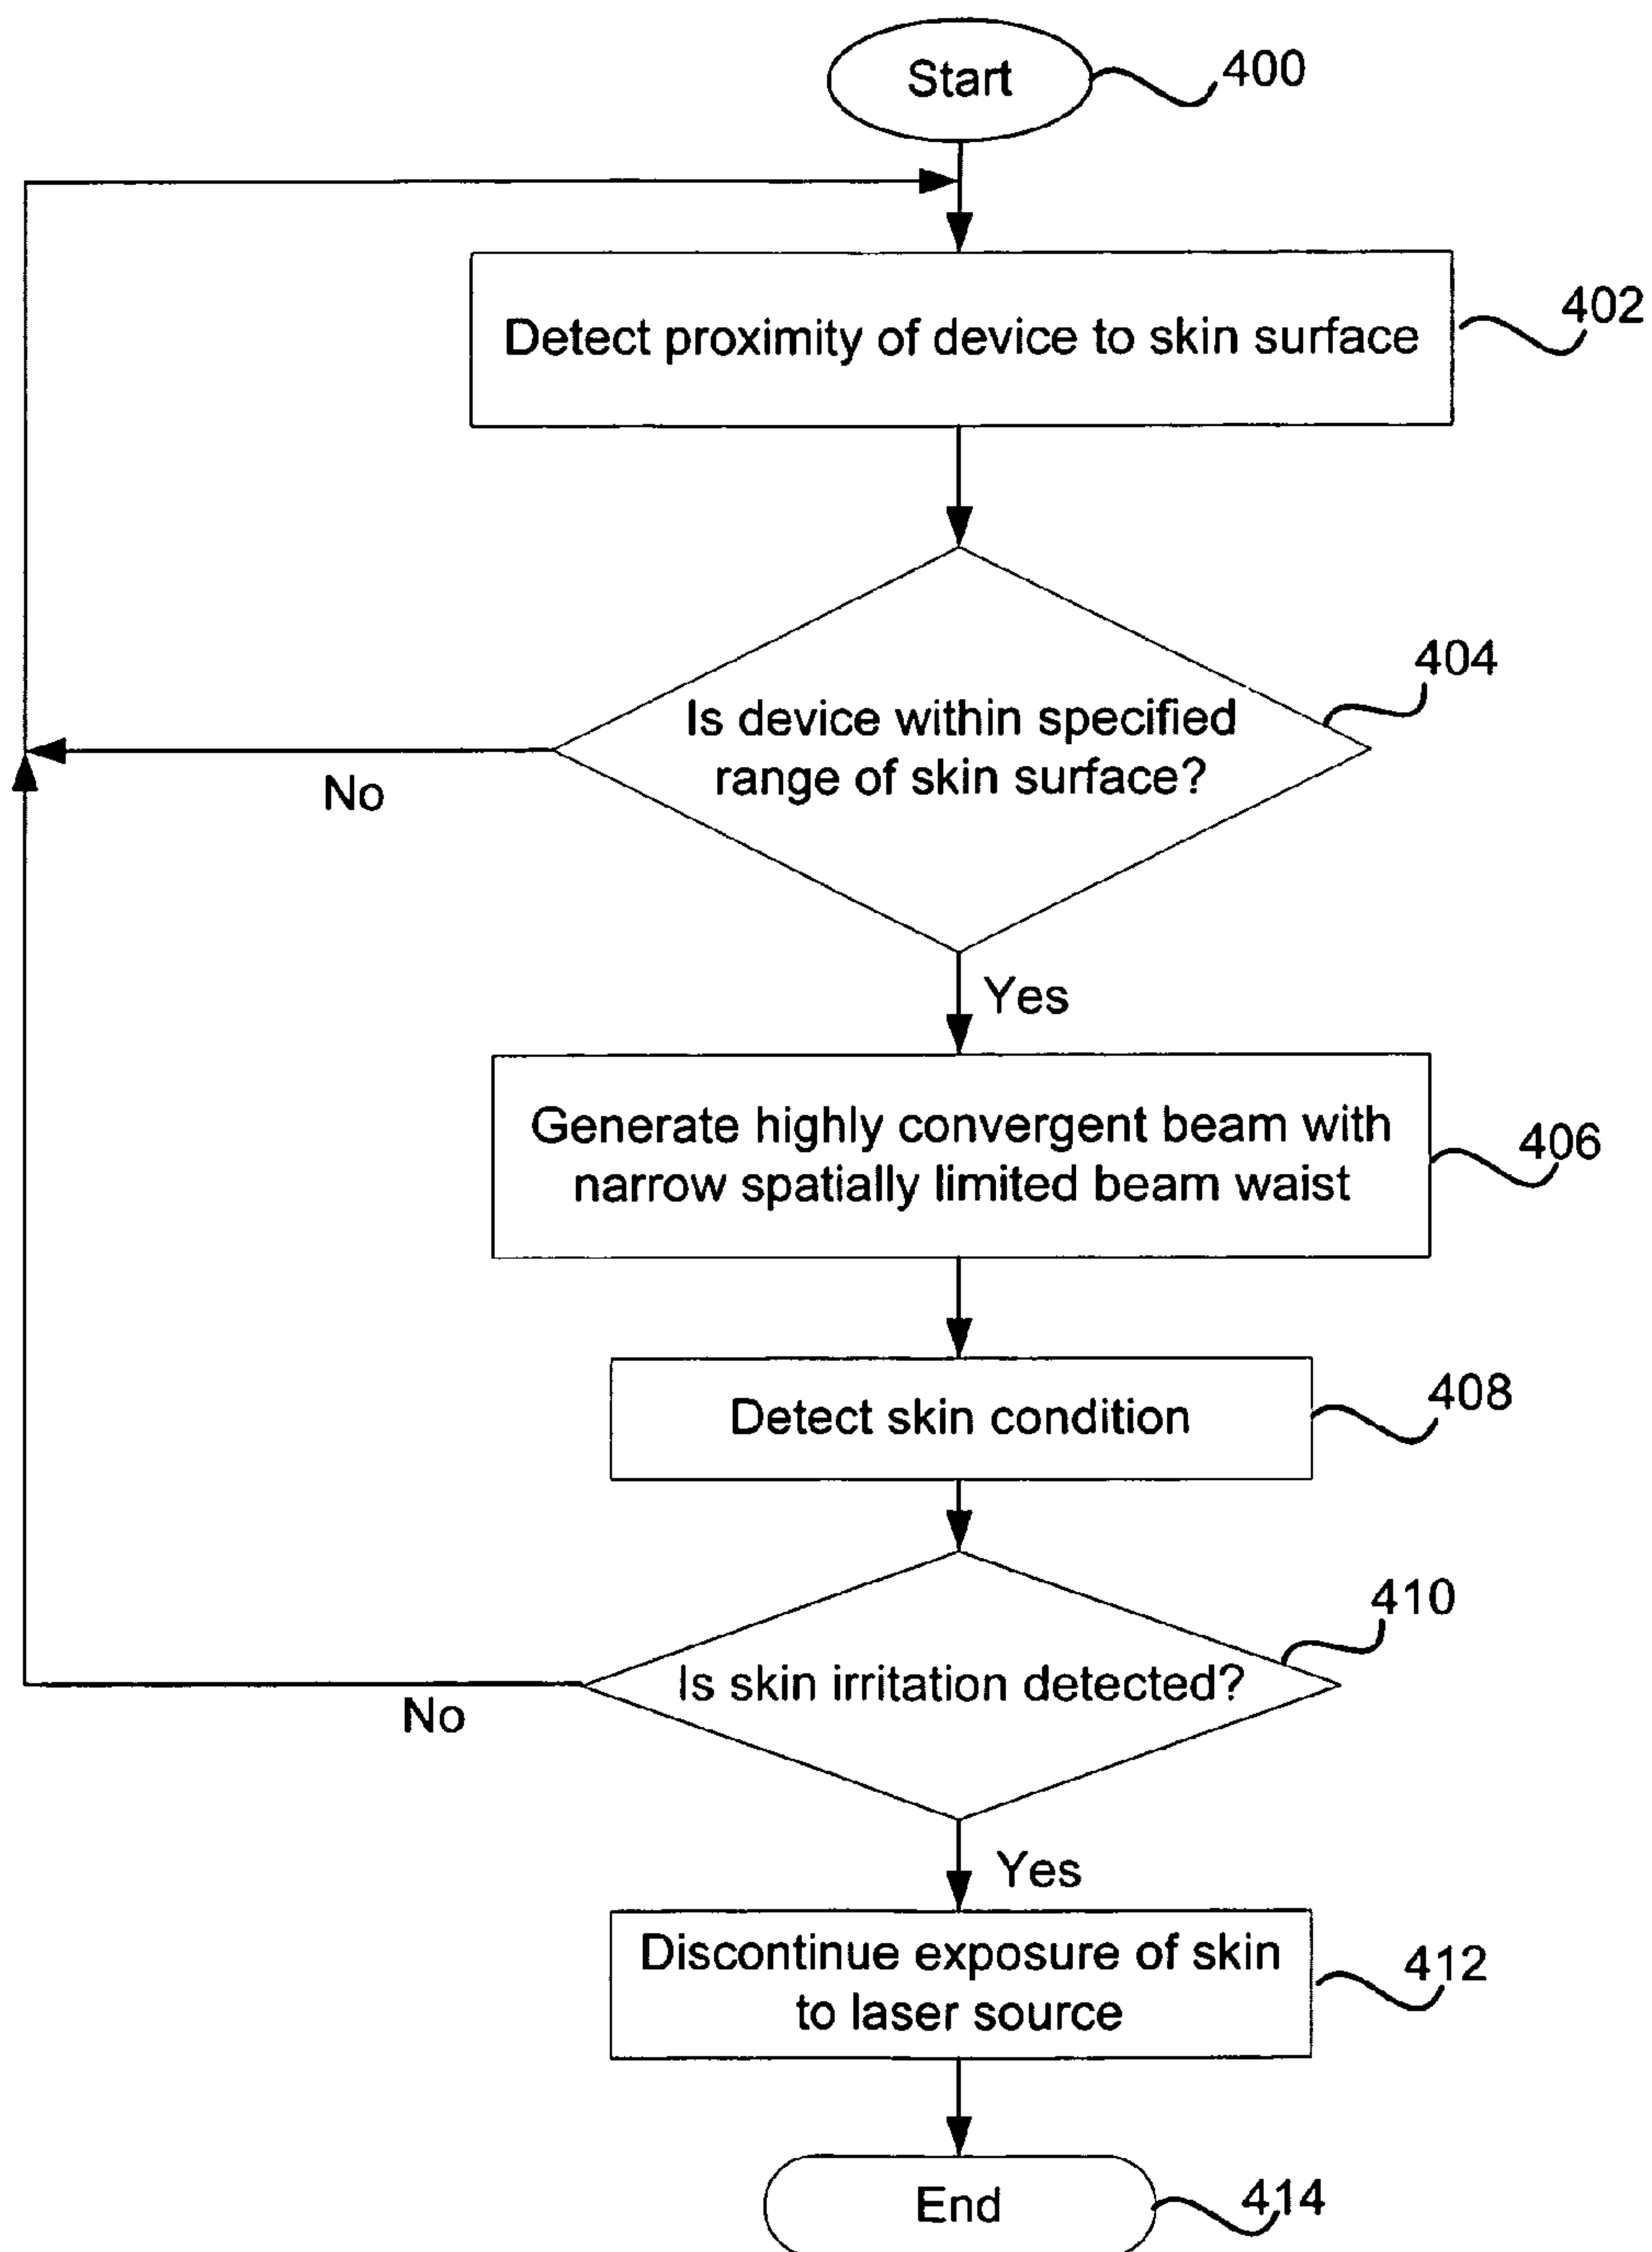 Start
400
Detect proximity of device to skin surface
402
Is device within specified
range of skin surface?
404
No
Yes
Generate highly convergent beam with
narrow spatially limited beam waist
406
Detect skin condition
408
Is skin irritation detected?
410
No
Yes
Discontinue exposure of skin
to laser source
412
End
414